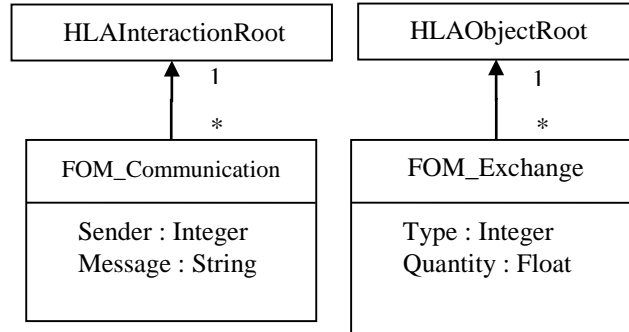 HLAInteractionRoot
1
*
FOM_Communication
Sender : Integer
Message : String
HLAObjectRoot
1
*
FOM_Exchange
Type : Integer
Quantity : Float